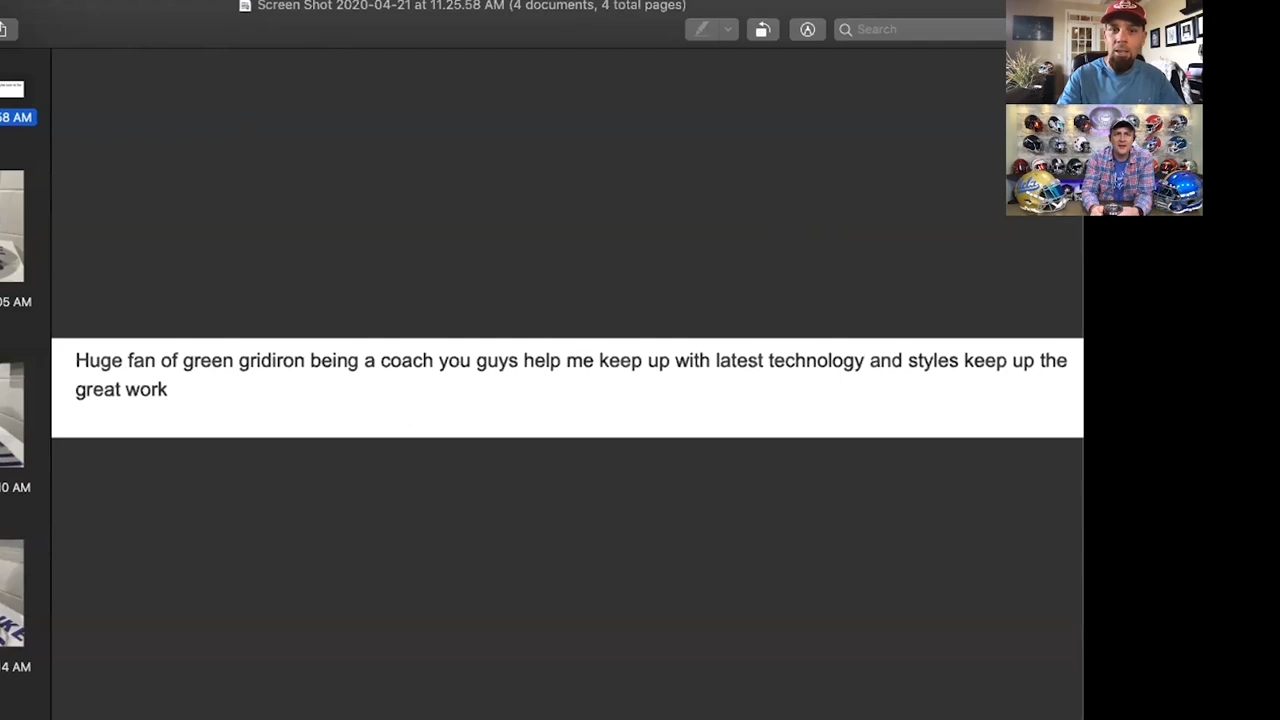 Screen Shot 2020-04-21 at 11.25.58 AM (4 documents, 4 total pages)
Search
58 AM
05 AM
Huge fan of green gridiron being a coach you guys help me keep up with latest technology and styles keep up the
great work
10 AM
14 AM